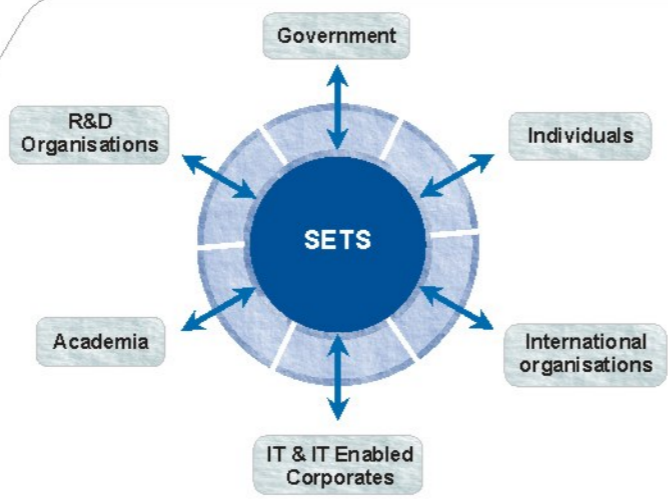 Government
R&D
Organisations
Individuals
SETS
Academia
International
organisations
IT & IT Enabled
Corporates